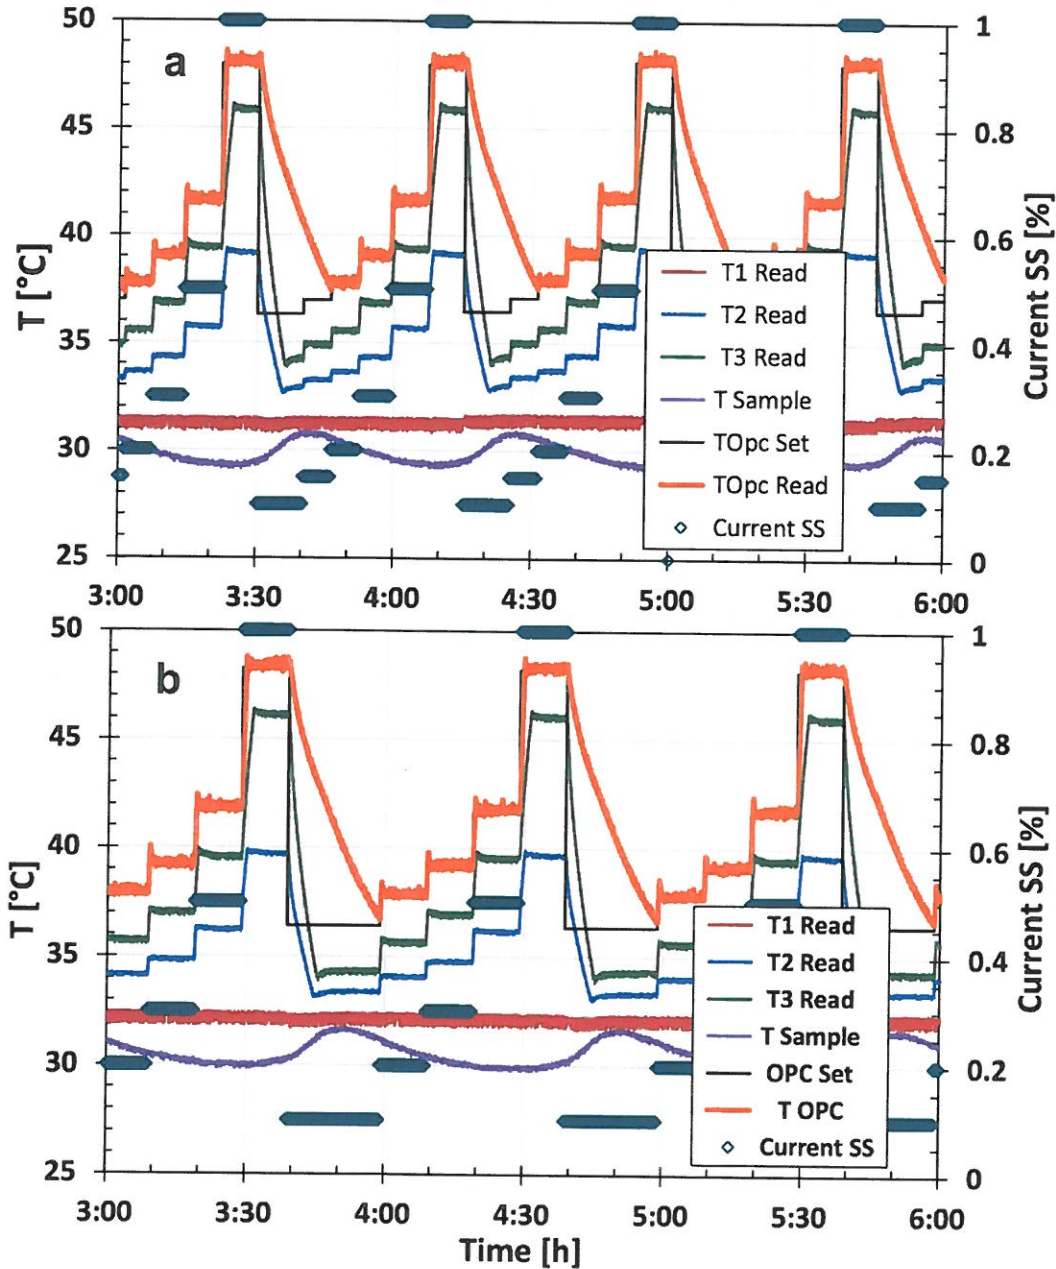 50
45
40
35
30
25
T [°C]
a
1
0.8
0.6
0.4
0.2
0
Current SS [%]
T1 Read
T2 Read
T3 Read
T Sample
TOpc Set
TOpc Read
Current SS
3:00 3:30 4:00 4:30 5:00 5:30 6:00
50
45
40
35
30
25
T [°C]
b
1
0.8
0.6
0.4
0.2
0
Current SS [%]
T1 Read
T2 Read
T3 Read
T Sample
OPC Set
T OPC
Current SS
3:00 3:30 4:00 4:30 5:00 5:30 6:00
Time [h]